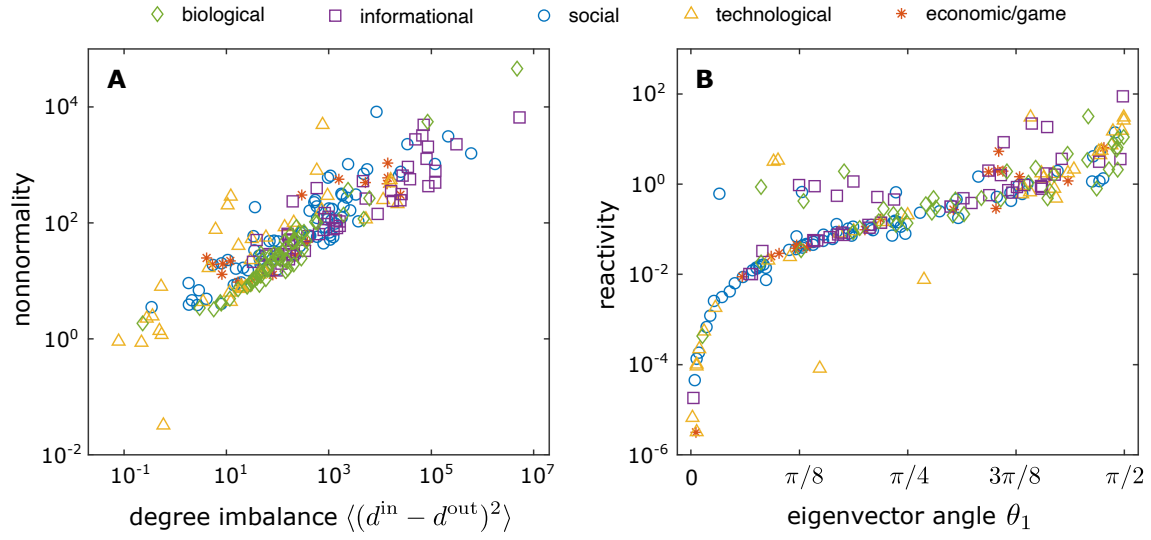 biological informational social technological economic/game
A
nonnormality
10^4
10^2
10^0
10^-2
10^-1 10^1 10^3 10^5 10^7
degree imbalance ⟨(d^in − d^out)^2⟩
B
reactivity
10^2
10^0
10^-2
10^-4
10^-6
0 π/8 π/4 3π/8 π/2
eigenvector angle θ_1